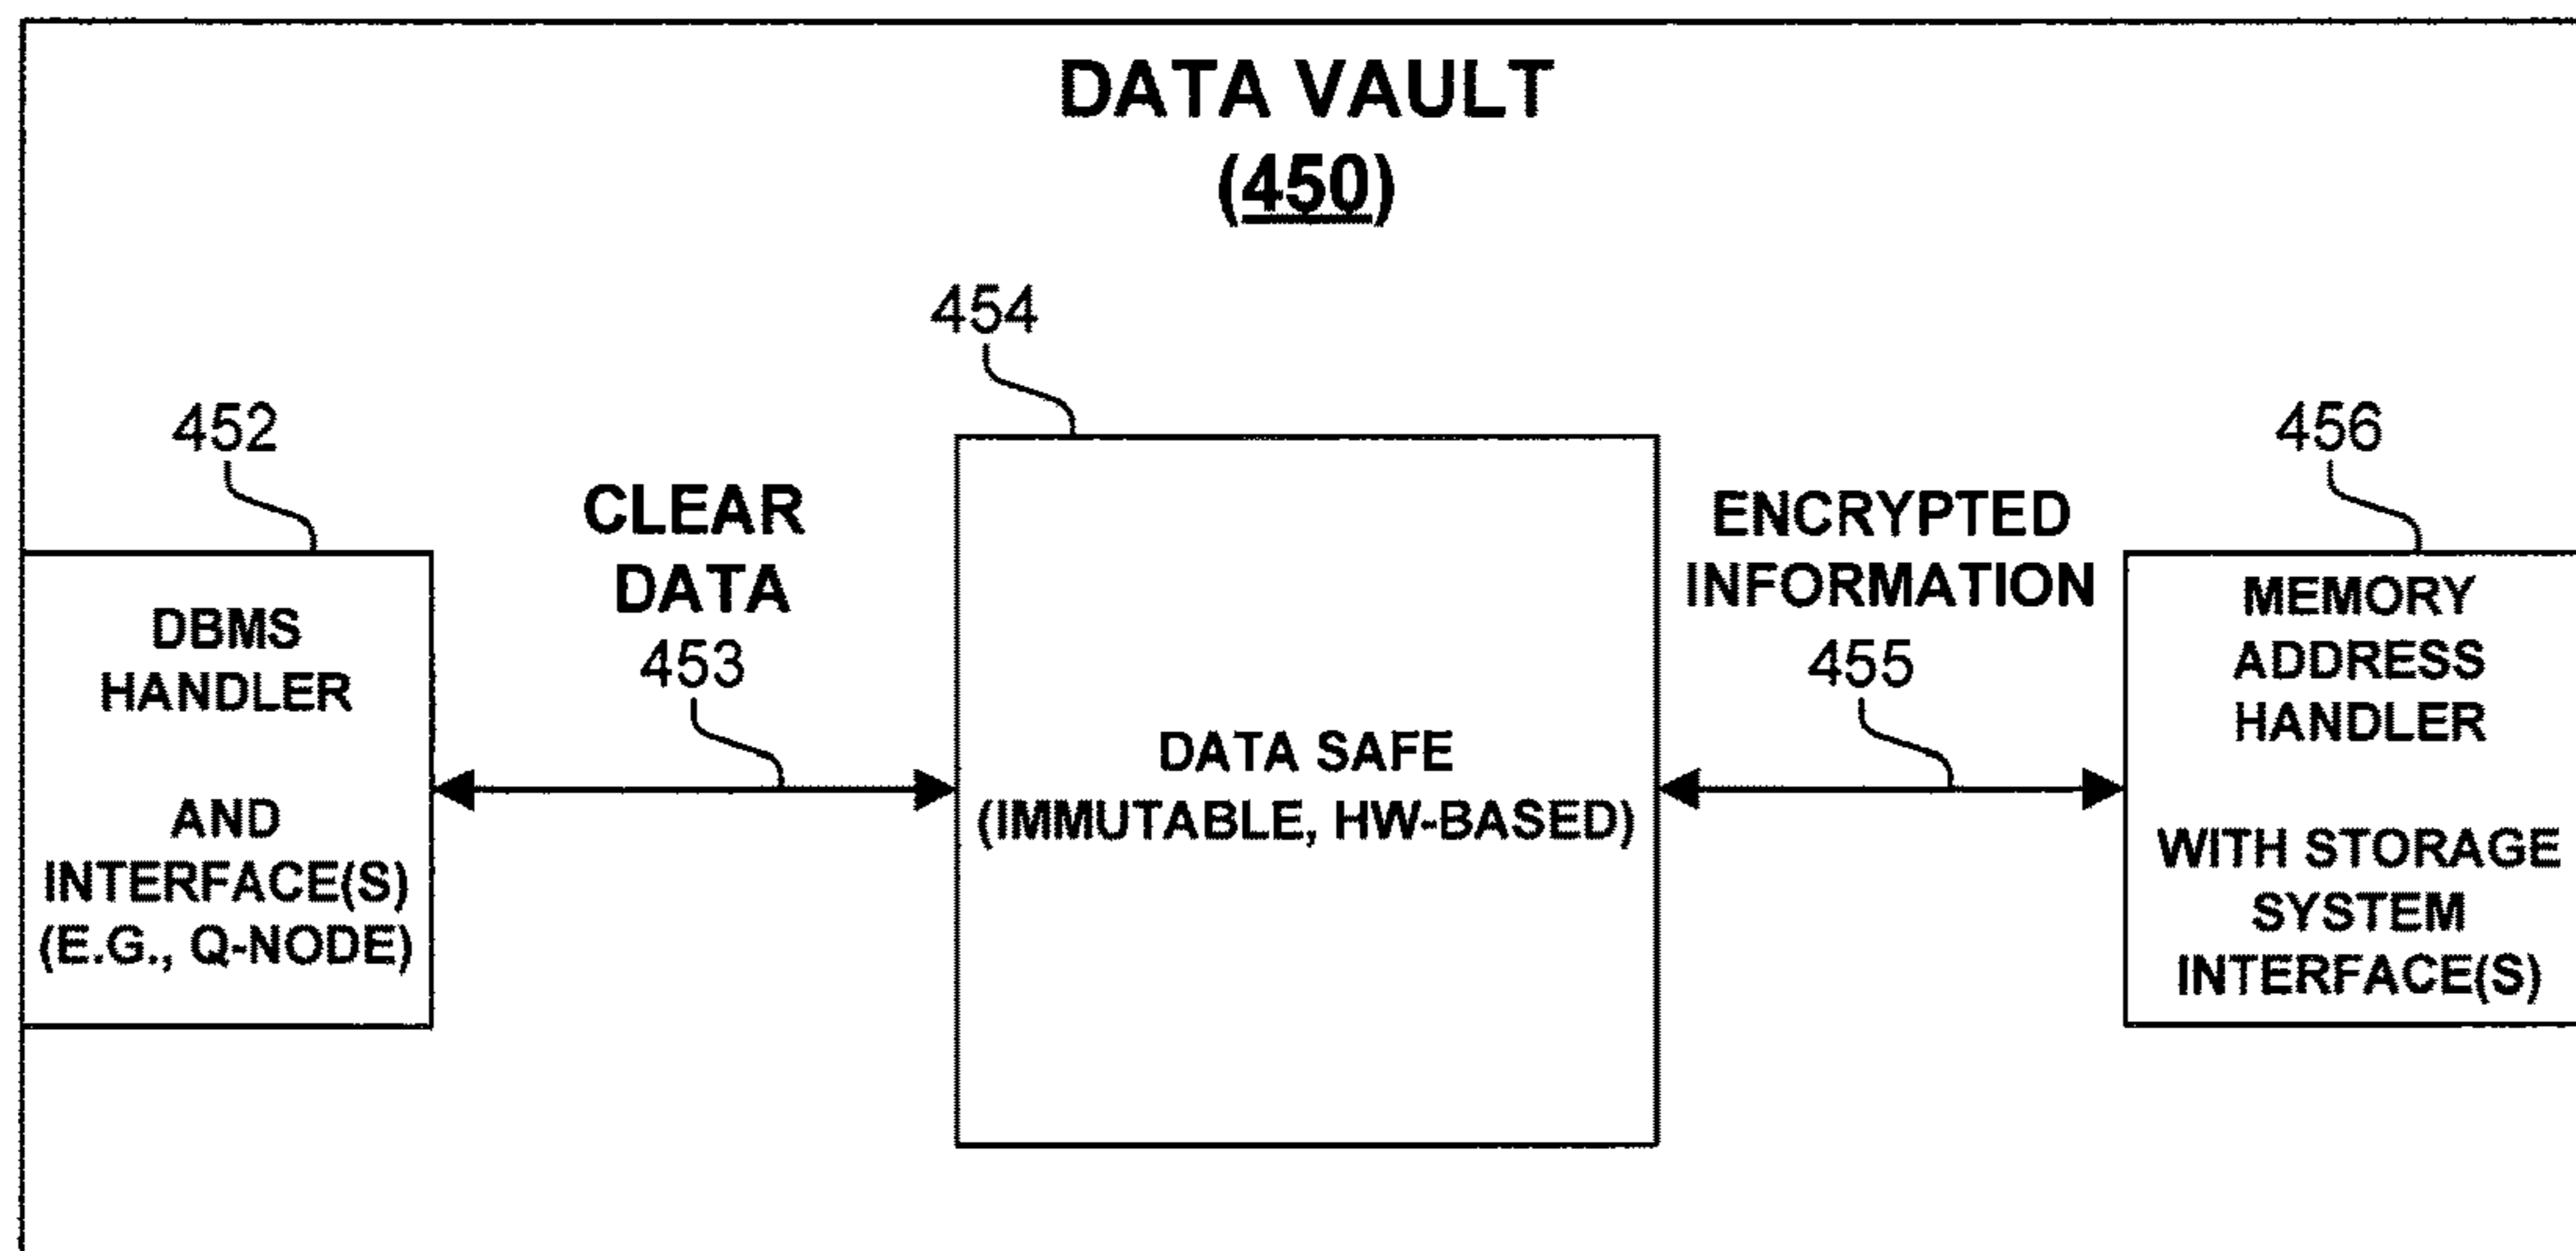 DATA VAULT
(450)
454
452
456
CLEAR
DATA
453
ENCRYPTED
INFORMATION
455
DBMS
HANDLER
AND
INTERFACE(S)
(E.G., Q-NODE)
DATA SAFE
(IMMUTABLE, HW-BASED)
MEMORY
ADDRESS
HANDLER
WITH STORAGE
SYSTEM
INTERFACE(S)